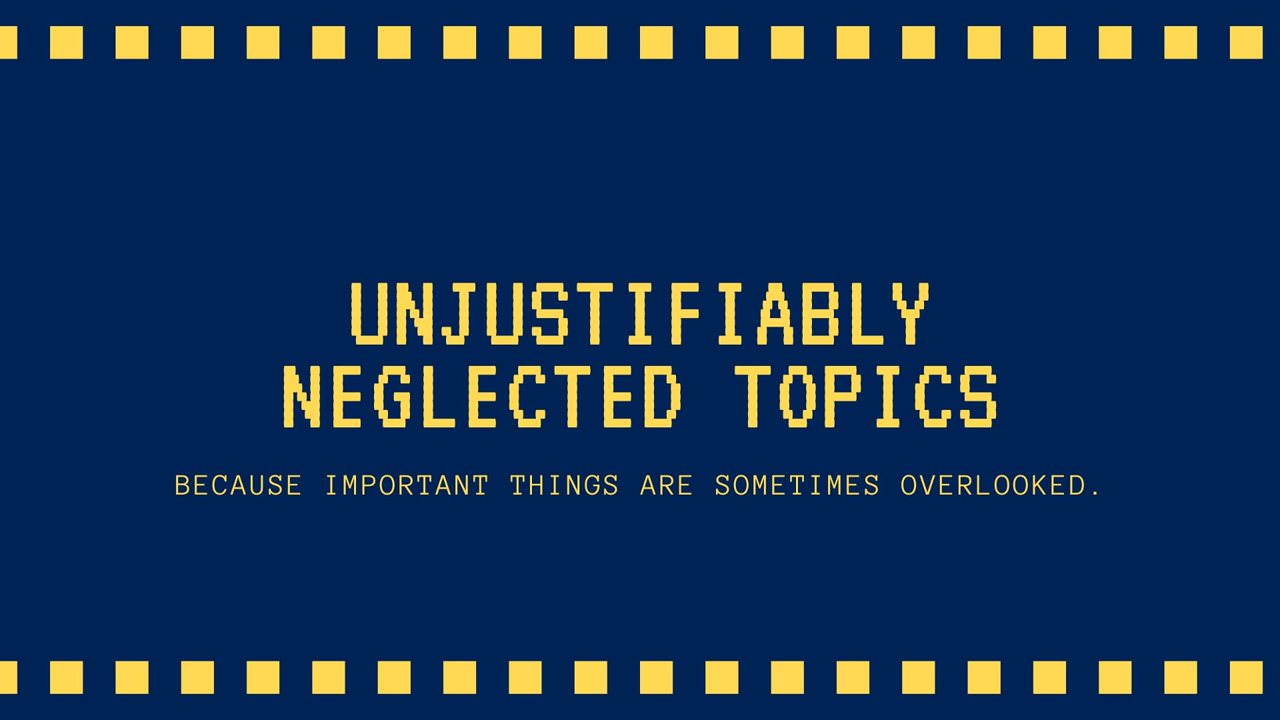 UNJUSTIFIABLY
NEGLECTED TOPICS
BECAUSE IMPORTANT THINGS ARE SOMETIMES OVERLOOKED.